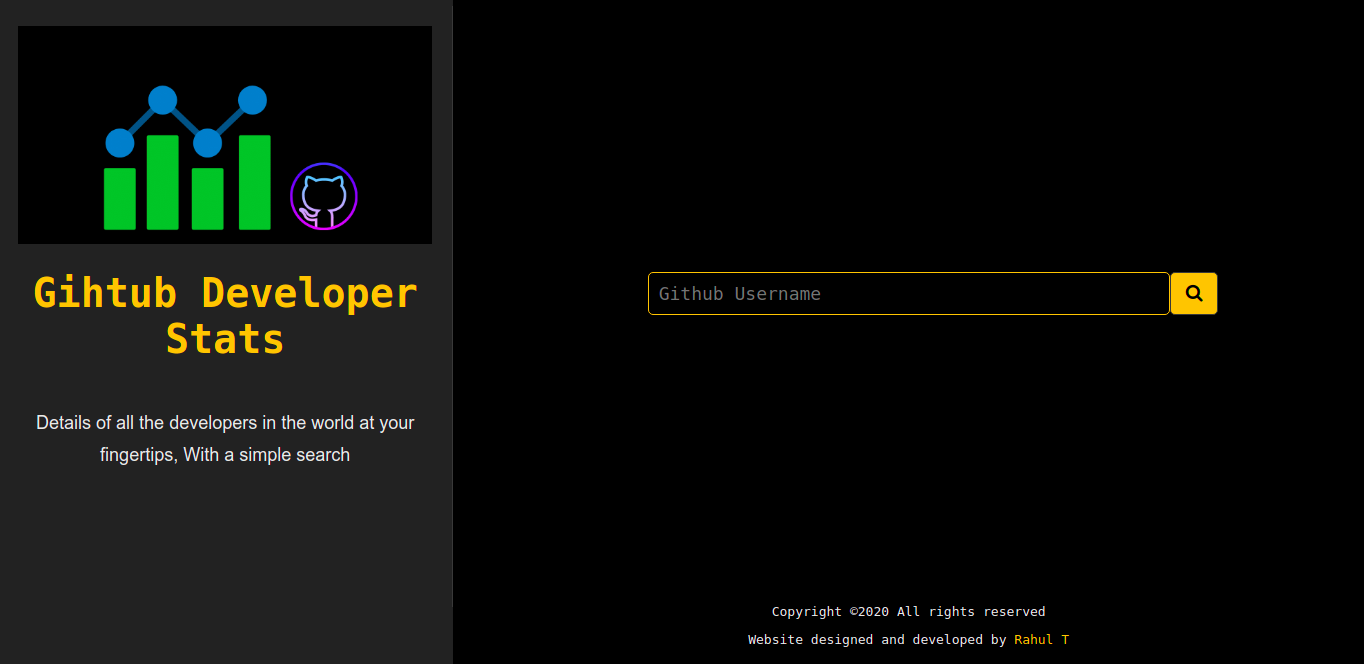 Gihtub Developer
Stats
Details of all the developers in the world at your
fingertips, With a simple search
Github Username
Copyright ©2020 All rights reserved
Website designed and developed by Rahul T